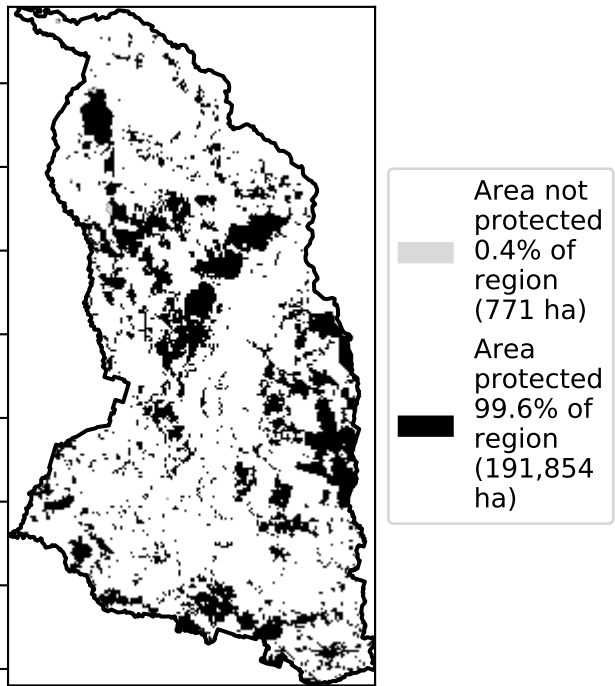 Area not
protected
0.4% of
region
(771 ha)
Area
protected
99.6% of
region
(191,854
ha)